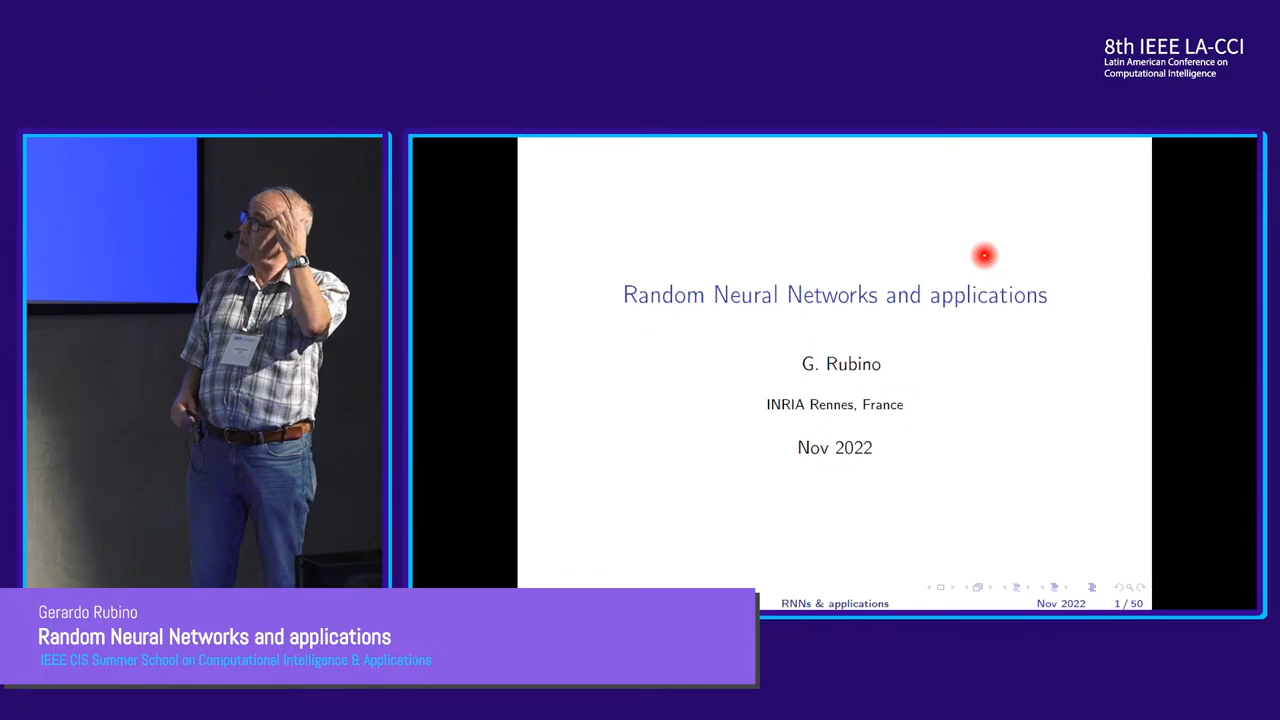 8th IEEE LA-CCI
Latin American Conference on
Computational Intelligence
Random Neural Networks and applications
G. Rubino
INRIA Rennes, France
Nov 2022
RNNs & applications
Nov 2022
1 / 50
Gerardo Rubino
Random Neural Networks and applications
IEEE CIS Summer School on Computational Intelligence & Applications